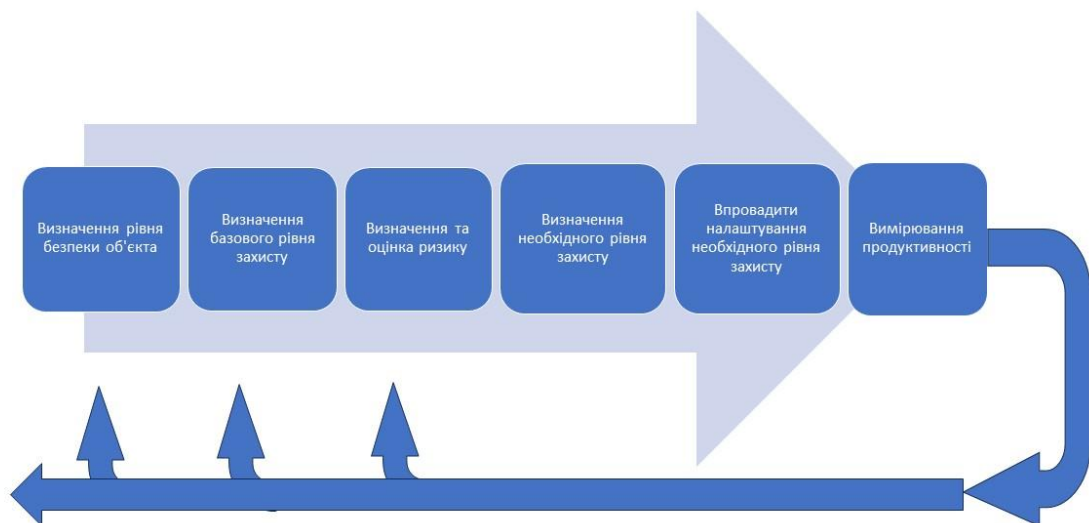 Визначення рівня
безпеки об'єкта
Визначення
базового рівня
захисту
Визначення та
оцінка ризику
Визначення
необхідного рівня
захисту
Впровадити
налаштування
необхідного рівня
захисту
Вимірювання
продуктивності